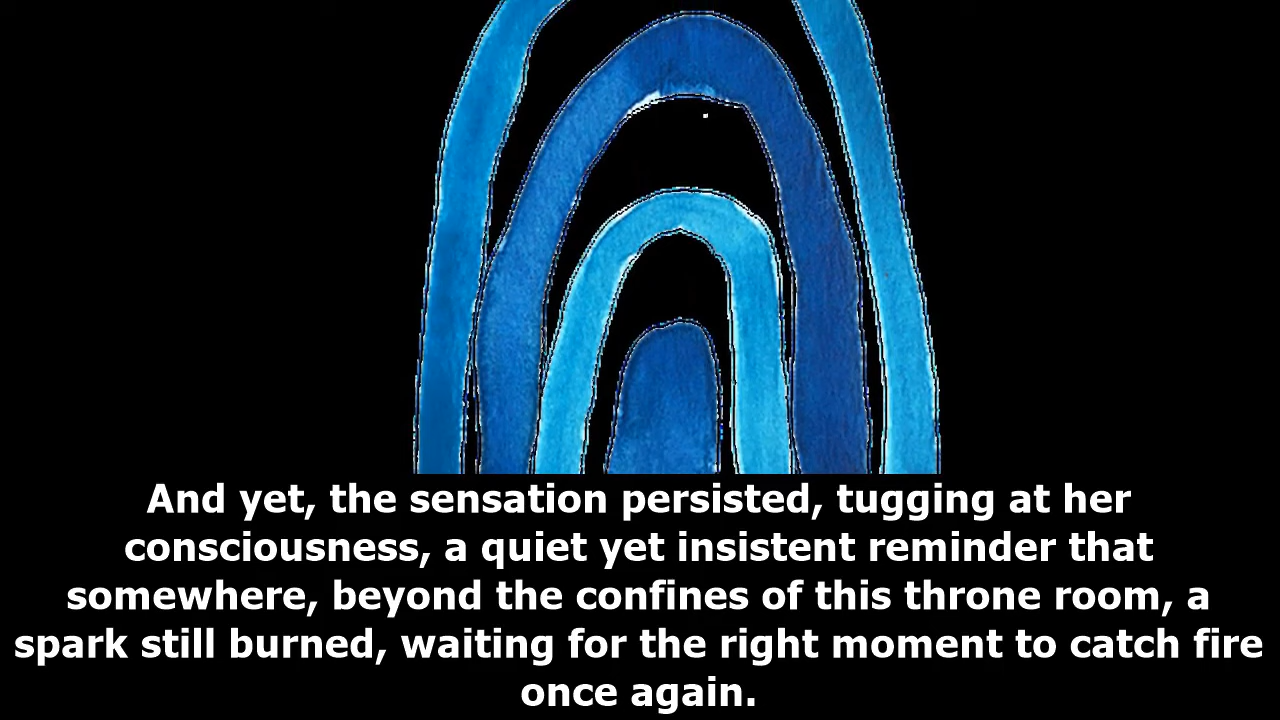 And yet, the sensation persisted, tugging at her
consciousness, a quiet yet insistent reminder that
somewhere, beyond the confines of this throne room, a
spark still burned, waiting for the right moment to catch fire
once again.